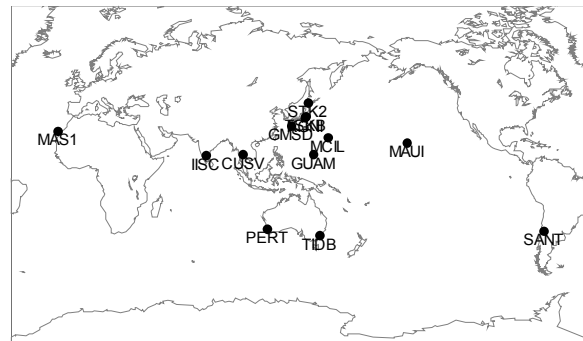 STK2
GMSD
MAS1
MCIL
MAUI
IISC
CUSV
GUAM
PERT
TIDB
SANT